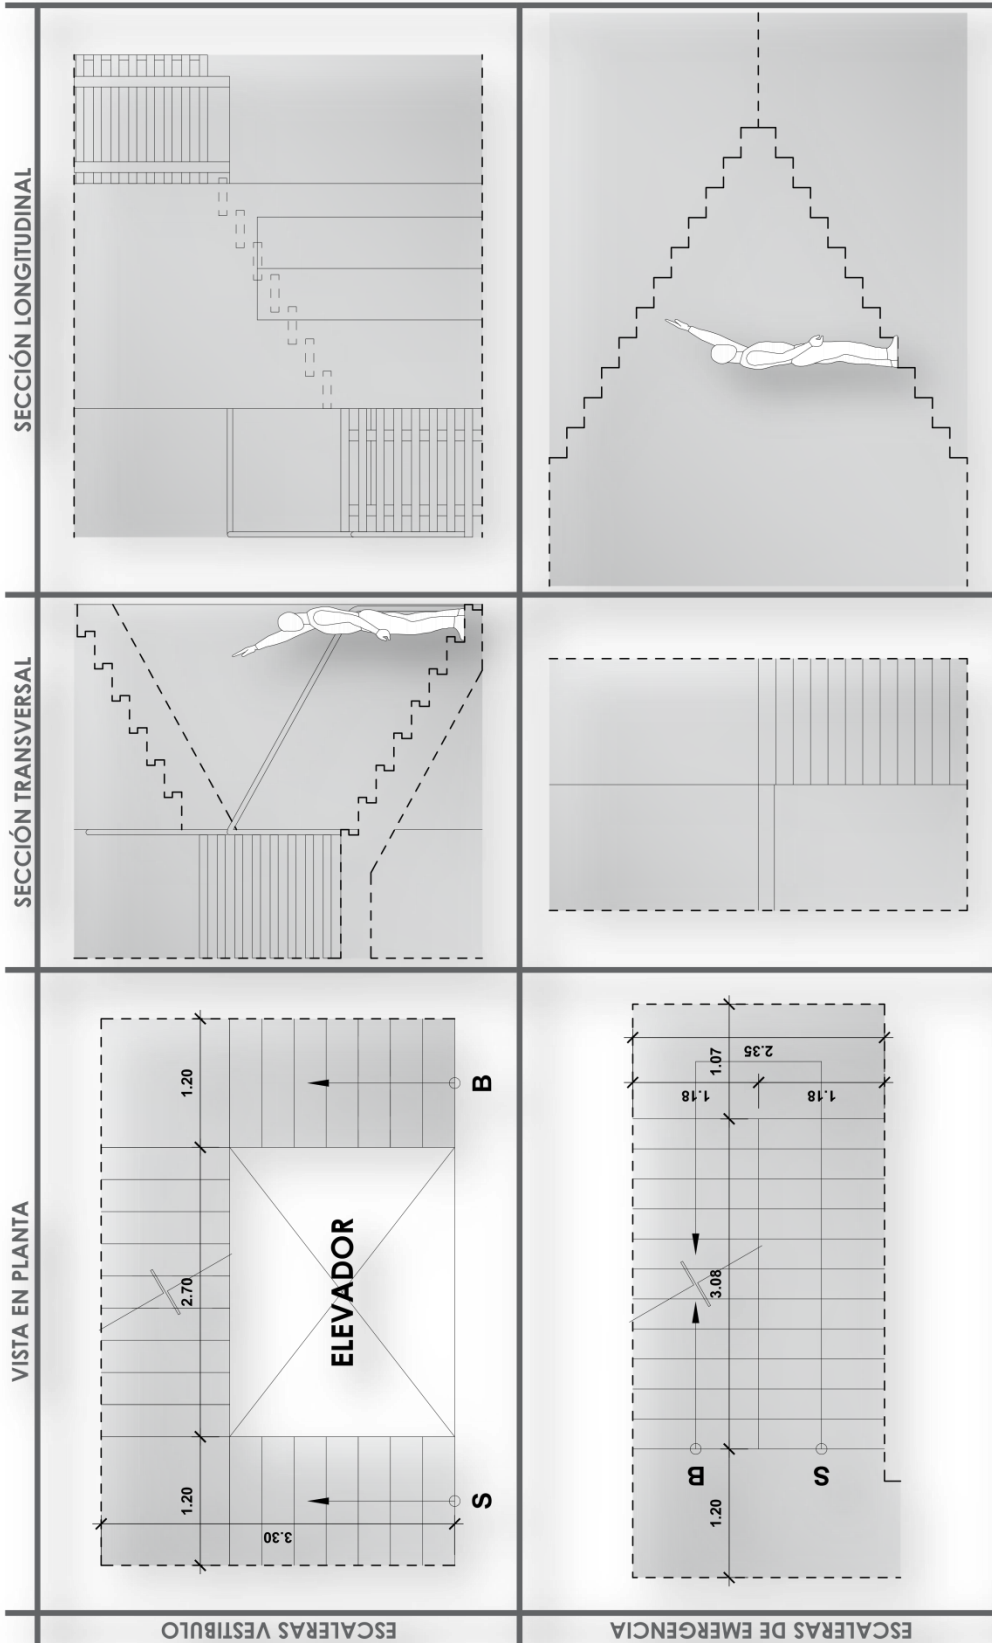 VISTA EN PLANTA
SECCIÓN TRANSVERSAL
SECCIÓN LONGITUDINAL
ESCALERAS VESTIBULO
1.20
2.70
1.20
3.30
ELEVADOR
S
B
ESCALERAS DE EMERGENCIA
1.20
3.08
1.07
2.35
1.18
1.18
B
S